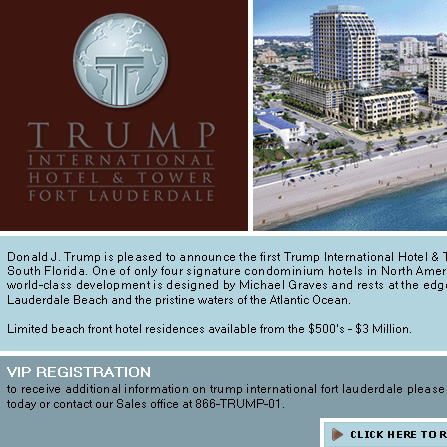 TRUMP
INTERNATIONAL
HOTEL & TOWER
FORT LAUDERDALE
Donald J. Trump is pleased to announce the first Trump International Hotel & T
South Florida. One of only four signature condominium hotels in North Amer
world-class development is designed by Michael Graves and rests at the edg
Lauderdale Beach and the pristine waters of the Atlantic Ocean.
Limited beach front hotel residences available from the $500's - $3 Million.
VIP REGISTRATION
to receive additional information on trump international fort lauderdale please
today or contact our Sales office at 866-TRUMP-01.
CLICK HERE TO R